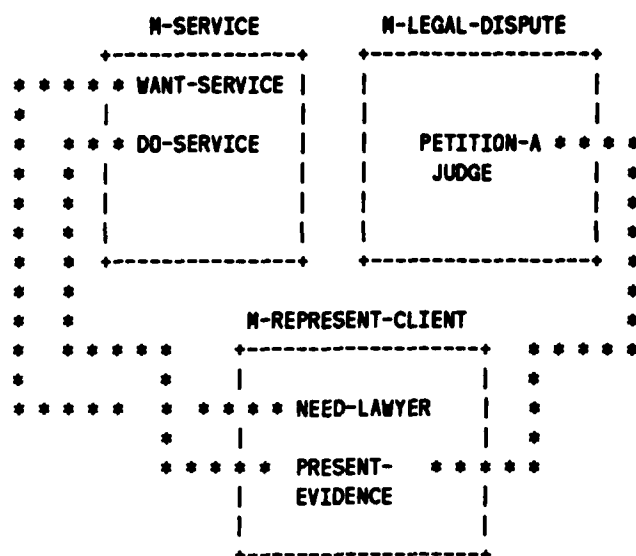 M-SERVICE M-LEGAL-DISPUTE
WANT-SERVICE
DO-SERVICE PETITION-A
JUDGE
M-REPRESENT-CLIENT
NEED-LAWYER
PRESENT-
EVIDENCE